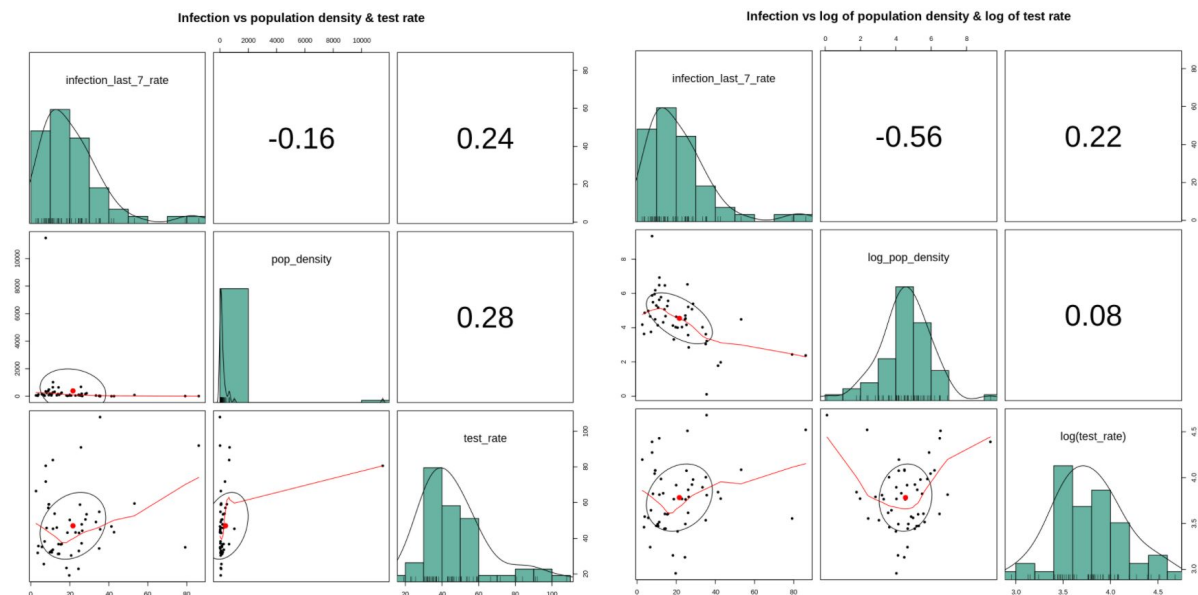 Infection vs population density & test rate
0 2000 4000 6000 10000
infection_last_7_rate
-0.16
0.24
0 20 40 60 80
0 2000 4000 6000 8000 10000
pop_density
0.28
test_rate
20 40 60 80 100
0 20 40 60 80
20 40 60 80 100
Infection vs log of population density & log of test rate
0 2 4 6 8
infection_last_7_rate
-0.56
0.22
0 20 40 60 80
0 2 4 6 8
log_pop_density
0.08
log(test_rate)
3.0 3.5 4.0 4.5
0 20 40 60 80
3.0 3.5 4.0 4.5